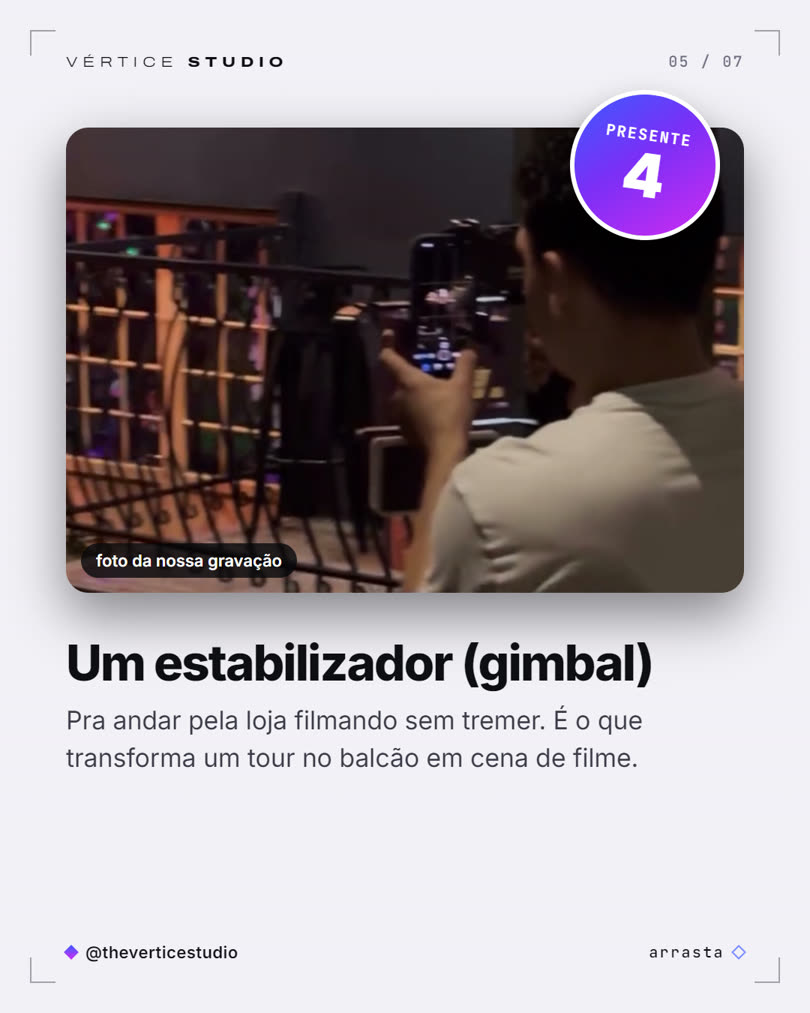 VÉRTICE STUDIO
05 / 07
PRESENTE
4
foto da nossa gravação
Um estabilizador (gimbal)
Pra andar pela loja filmando sem tremer. É o que
transforma um tour no balcão em cena de filme.
@theverticestudio
arrasta